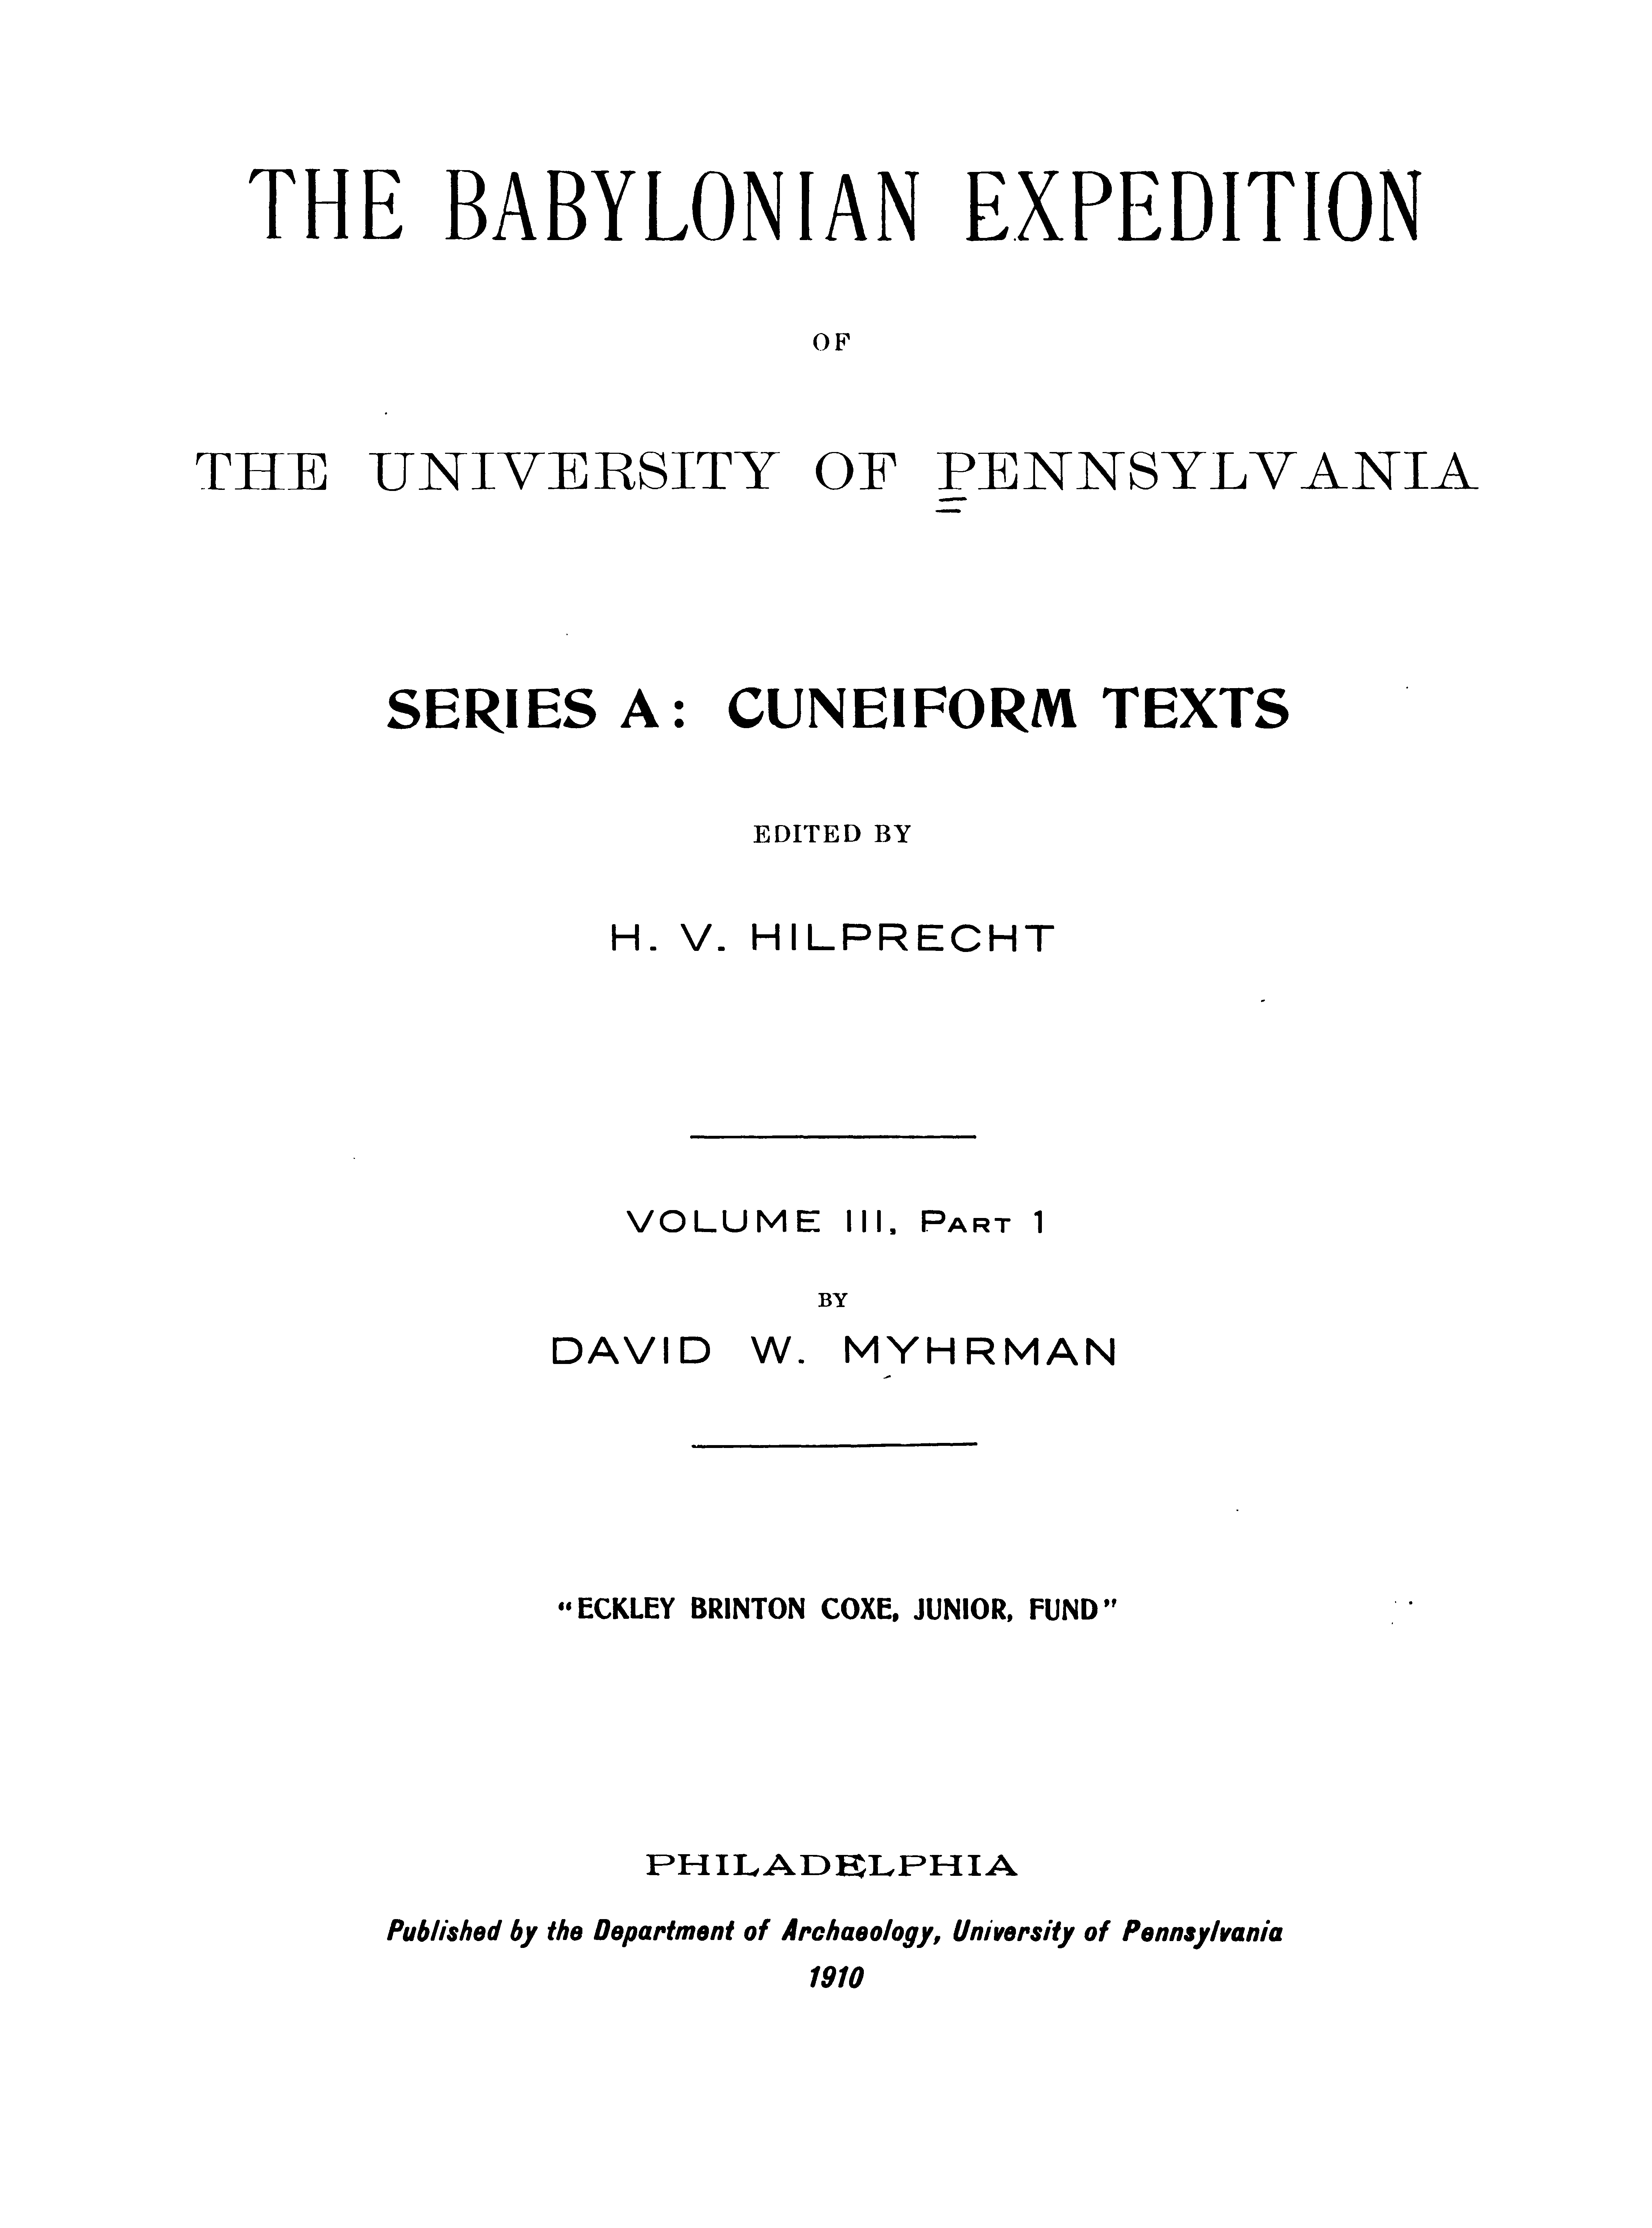 THE BABYLONIAN EXPEDITION
OF
THE UNIVERSITY OF PENNSYLVANIA
SERIES A: CUNEIFORM TEXTS
EDITED BY
H. V. HILPRECHT
VOLUME III, PART 1
BY
DAVID W. MYHRMAN
"ECKLEY BRINTON COXE, JUNIOR, FUND"
PHILADELPHIA
Published by the Department of Archaeology, University of Pennsylvania
1910